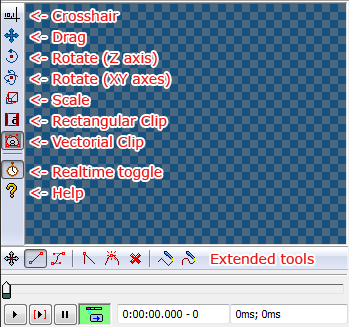 <- Crosshair
<- Drag
<- Rotate (Z axis)
<- Rotate (XY axes)
<- Scale
<- Rectangular Clip
<- Vectorial Clip
<- Realtime toggle
<- Help
Extended tools
0:00:00.000 - 0
0ms; 0ms